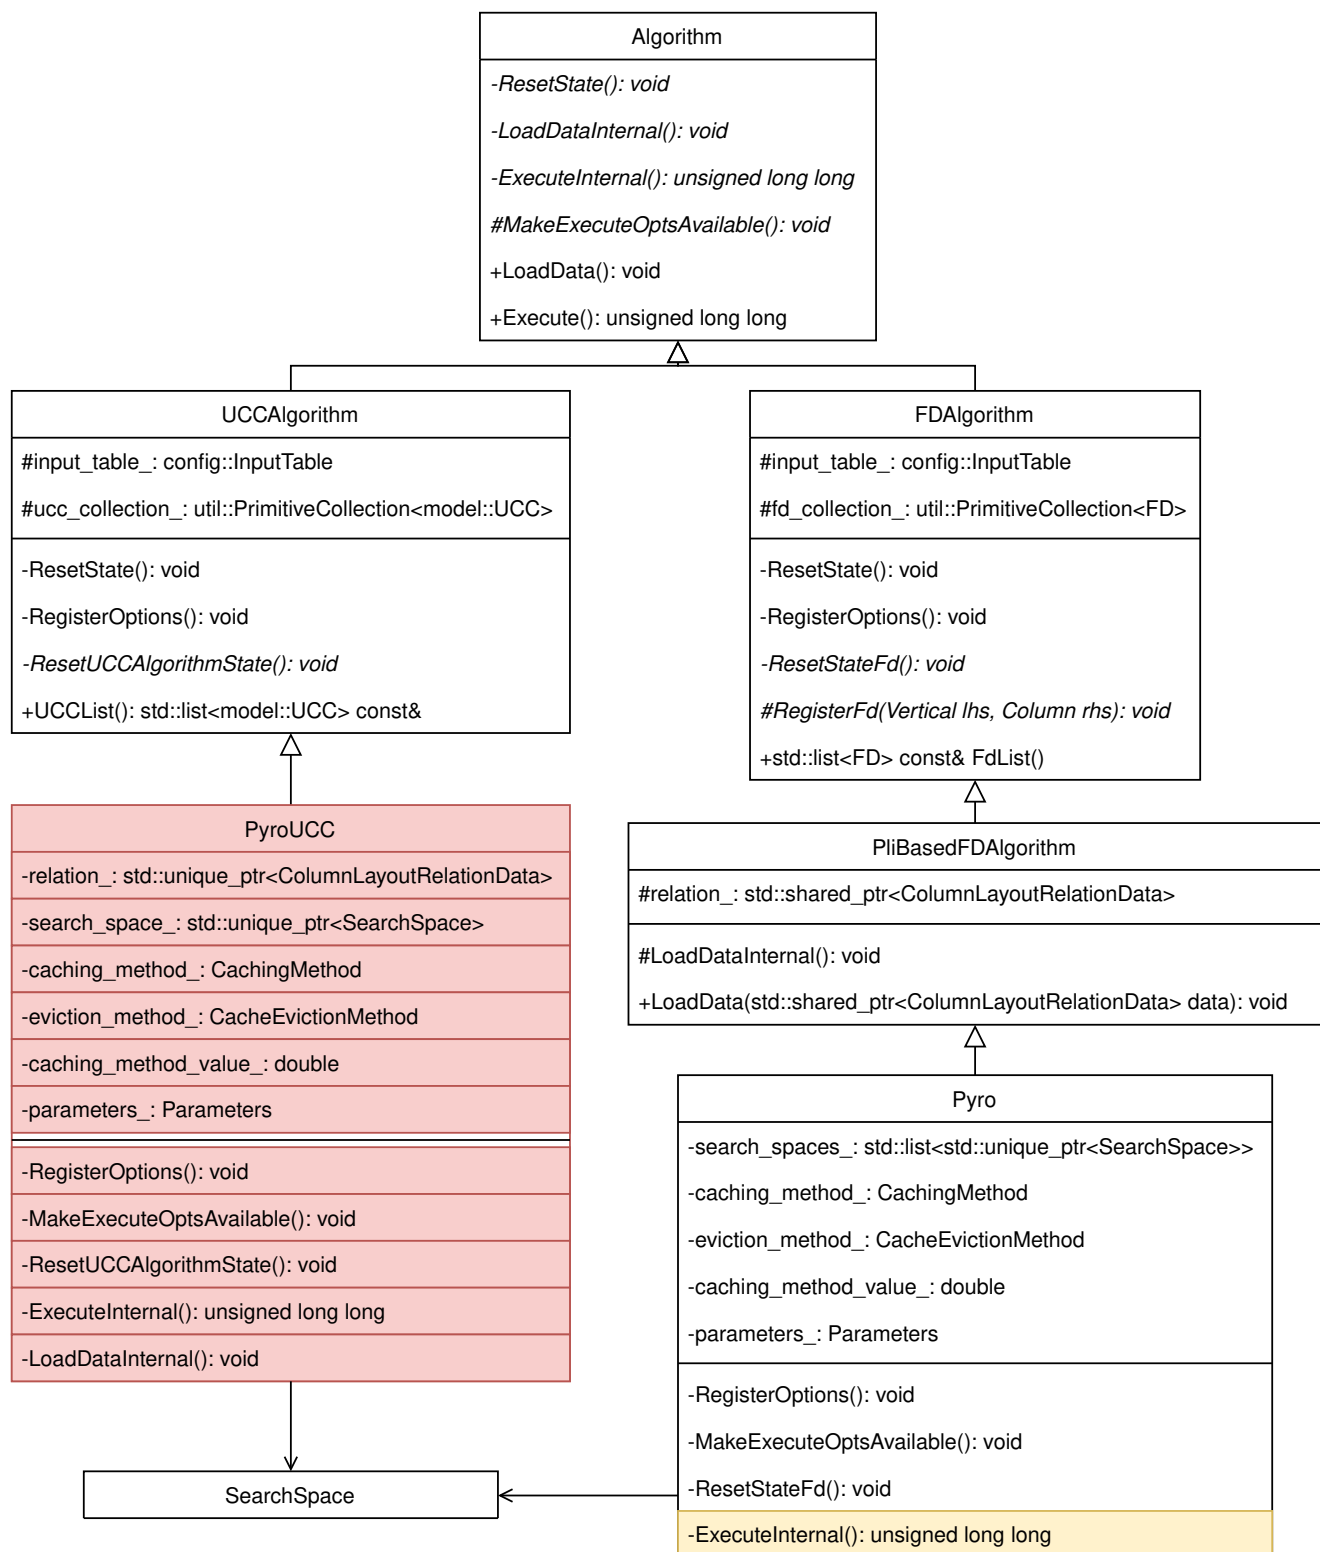 Algorithm
-ResetState(): void
-LoadDataInternal(): void
-ExecuteInternal(): unsigned long long
#MakeExecuteOptsAvailable(): void
+LoadData(): void
+Execute(): unsigned long long
UCCAlgorithm
#input_table_: config::InputTable
#ucc_collection_: util::PrimitiveCollection<model::UCC>
-ResetState(): void
-RegisterOptions(): void
-ResetUCCAlgorithmState(): void
+UCCList(): std::list<model::UCC> const&
FDAlgorithm
#input_table_: config::InputTable
#fd_collection_: util::PrimitiveCollection<FD>
-ResetState(): void
-RegisterOptions(): void
-ResetStateFd(): void
#RegisterFd(Vertical lhs, Column rhs): void
+std::list<FD> const& FdList()
PyroUCC
-relation_: std::unique_ptr<ColumnLayoutRelationData>
-search_space_: std::unique_ptr<SearchSpace>
-caching_method_: CachingMethod
-eviction_method_: CacheEvictionMethod
-caching_method_value_: double
-parameters_: Parameters
-RegisterOptions(): void
-MakeExecuteOptsAvailable(): void
-ResetUCCAlgorithmState(): void
-ExecuteInternal(): unsigned long long
-LoadDataInternal(): void
PliBasedFDAlgorithm
#relation_: std::shared_ptr<ColumnLayoutRelationData>
#LoadDataInternal(): void
+LoadData(std::shared_ptr<ColumnLayoutRelationData> data): void
Pyro
-search_spaces_: std::list<std::unique_ptr<SearchSpace>>
-caching_method_: CachingMethod
-eviction_method_: CacheEvictionMethod
-caching_method_value_: double
-parameters_: Parameters
-RegisterOptions(): void
-MakeExecuteOptsAvailable(): void
-ResetStateFd(): void
-ExecuteInternal(): unsigned long long
SearchSpace